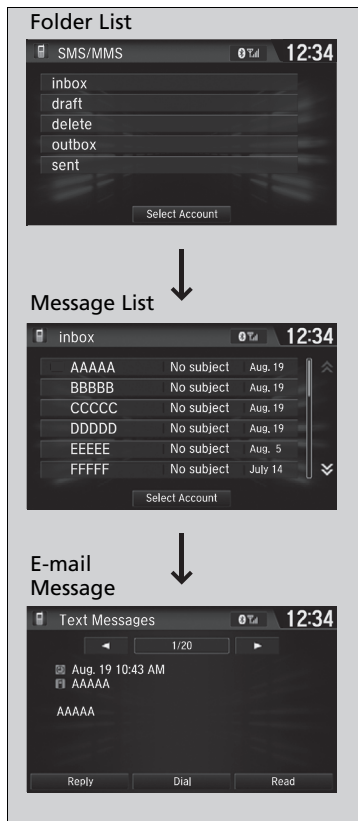 Folder List
SMS/MMS 12:34
inbox
draft
delete
outbox
sent
Select Account
Message List
inbox 12:34
AAAAA No subject Aug. 19
BBBBB No subject Aug. 19
CCCCC No subject Aug. 19
DDDDD No subject Aug. 19
EEEEE No subject Aug. 5
FFFFF No subject July 14
Select Account
E-mail
Message
Text Messages 12:34
1/20
Aug. 19 10:43 AM
AAAAA
AAAAA
Reply Dial Read